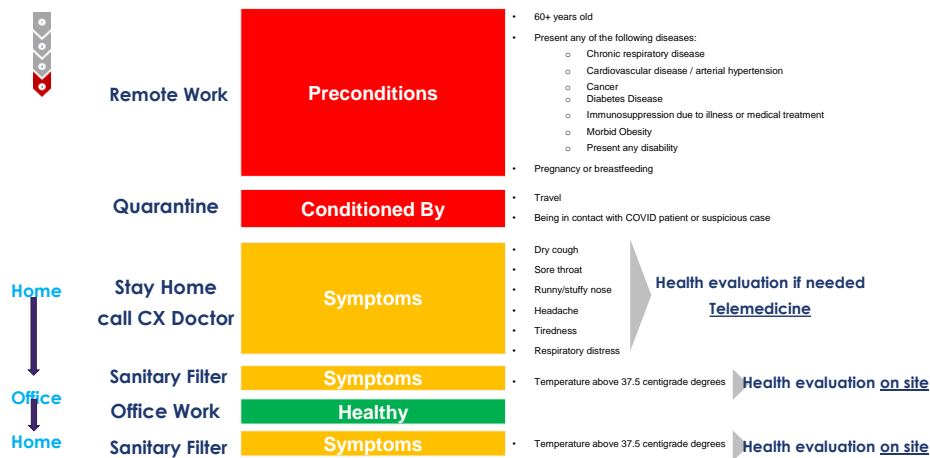 Remote Work
Preconditions
• 60+ years old
• Present any of the following diseases:
o Chronic respiratory disease
o Cardiovascular disease / arterial hypertension
o Cancer
o Diabetes Disease
o Immunosuppression due to illness or medical treatment
o Morbid Obesity
o Present any disability
• Pregnancy or breastfeeding
Quarantine
Conditioned By
• Travel
• Being in contact with COVID patient or suspicious case
Home
Stay Home
call CX Doctor
Symptoms
• Dry cough
• Sore throat
• Runny/stuffy nose
• Headache
• Tiredness
• Respiratory distress
Health evaluation if needed
Telemedicine
Sanitary Filter
Symptoms
• Temperature above 37.5 centigrade degrees
Health evaluation on site
Office
Office Work
Healthy
Home
Sanitary Filter
Symptoms
• Temperature above 37.5 centigrade degrees
Health evaluation on site